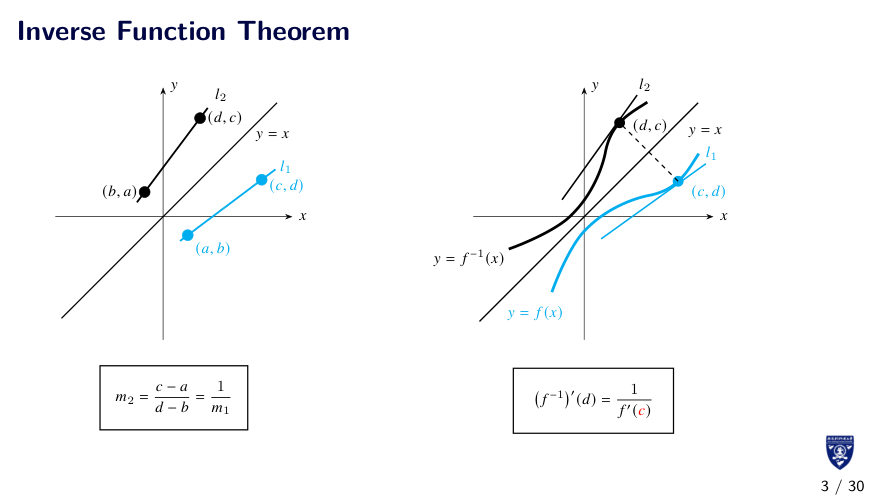 Inverse Function Theorem
y
l₂
(d, c)
y = x
l₁
(c, d)
(b, a)
x
(a, b)
m₂ = (c − a)/(d − b) = 1/m₁
y
l₂
(d, c)
y = x
l₁
(c, d)
x
y = f⁻¹(x)
y = f(x)
(f⁻¹)′(d) = 1/f′(c)
3 / 30